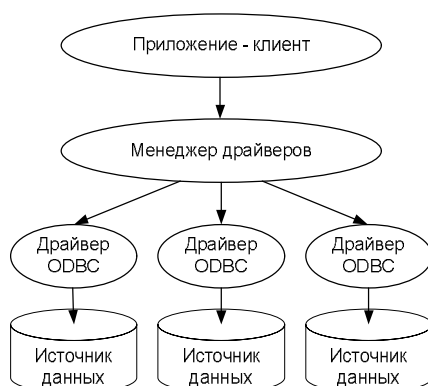 Приложение - клиент
Менеджер драйверов
Драйвер
ODBC
Драйвер
ODBC
Драйвер
ODBC
Источник
данных
Источник
данных
Источник
данных